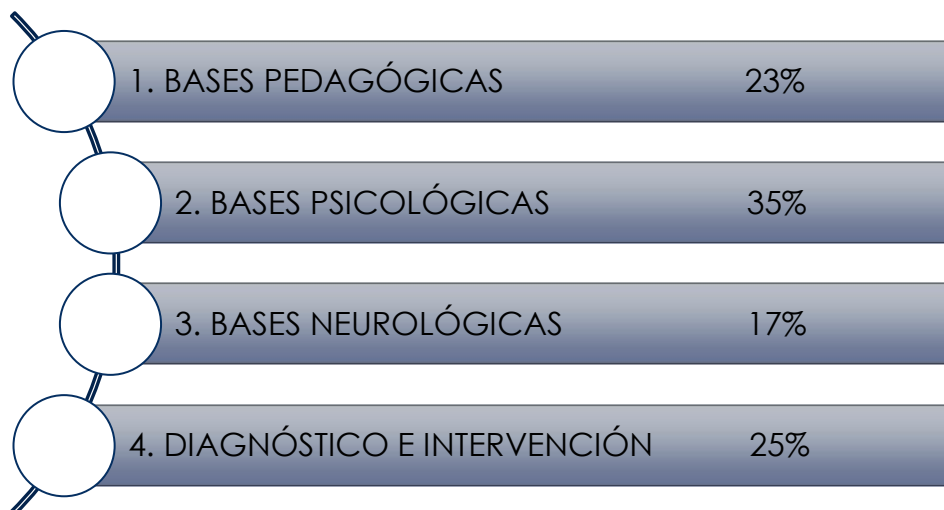 1. BASES PEDAGÓGICAS 23%
2. BASES PSICOLÓGICAS 35%
3. BASES NEUROLÓGICAS 17%
4. DIAGNÓSTICO E INTERVENCIÓN 25%